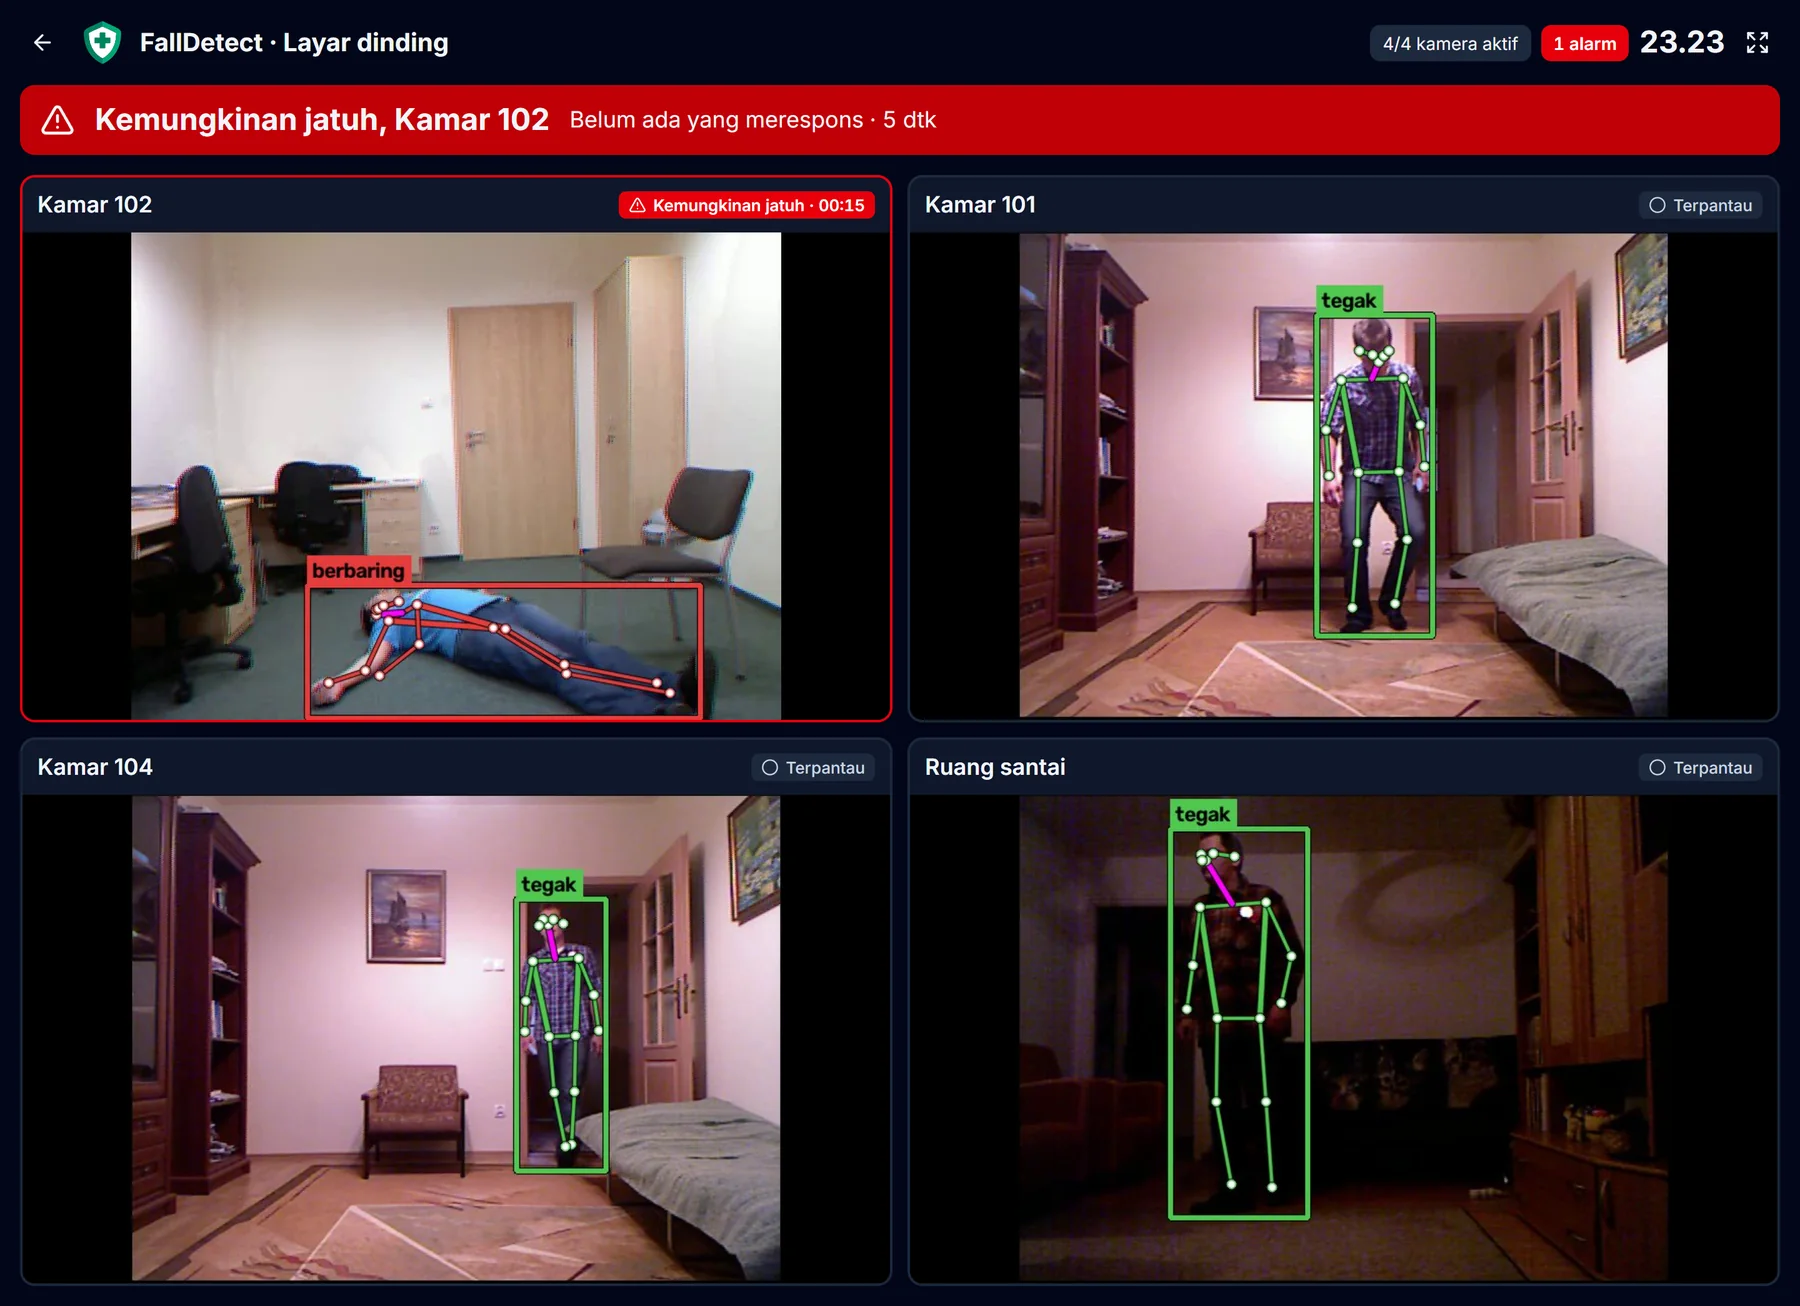 FallDetect · Layar dinding
4/4 kamera aktif
1 alarm
23.23
Kemungkinan jatuh, Kamar 102
Belum ada yang merespons · 5 dtk
Kamar 102
Kemungkinan jatuh · 00:15
berbaring
Kamar 101
Terpantau
tegak
Kamar 104
Terpantau
tegak
Ruang santai
Terpantau
tegak